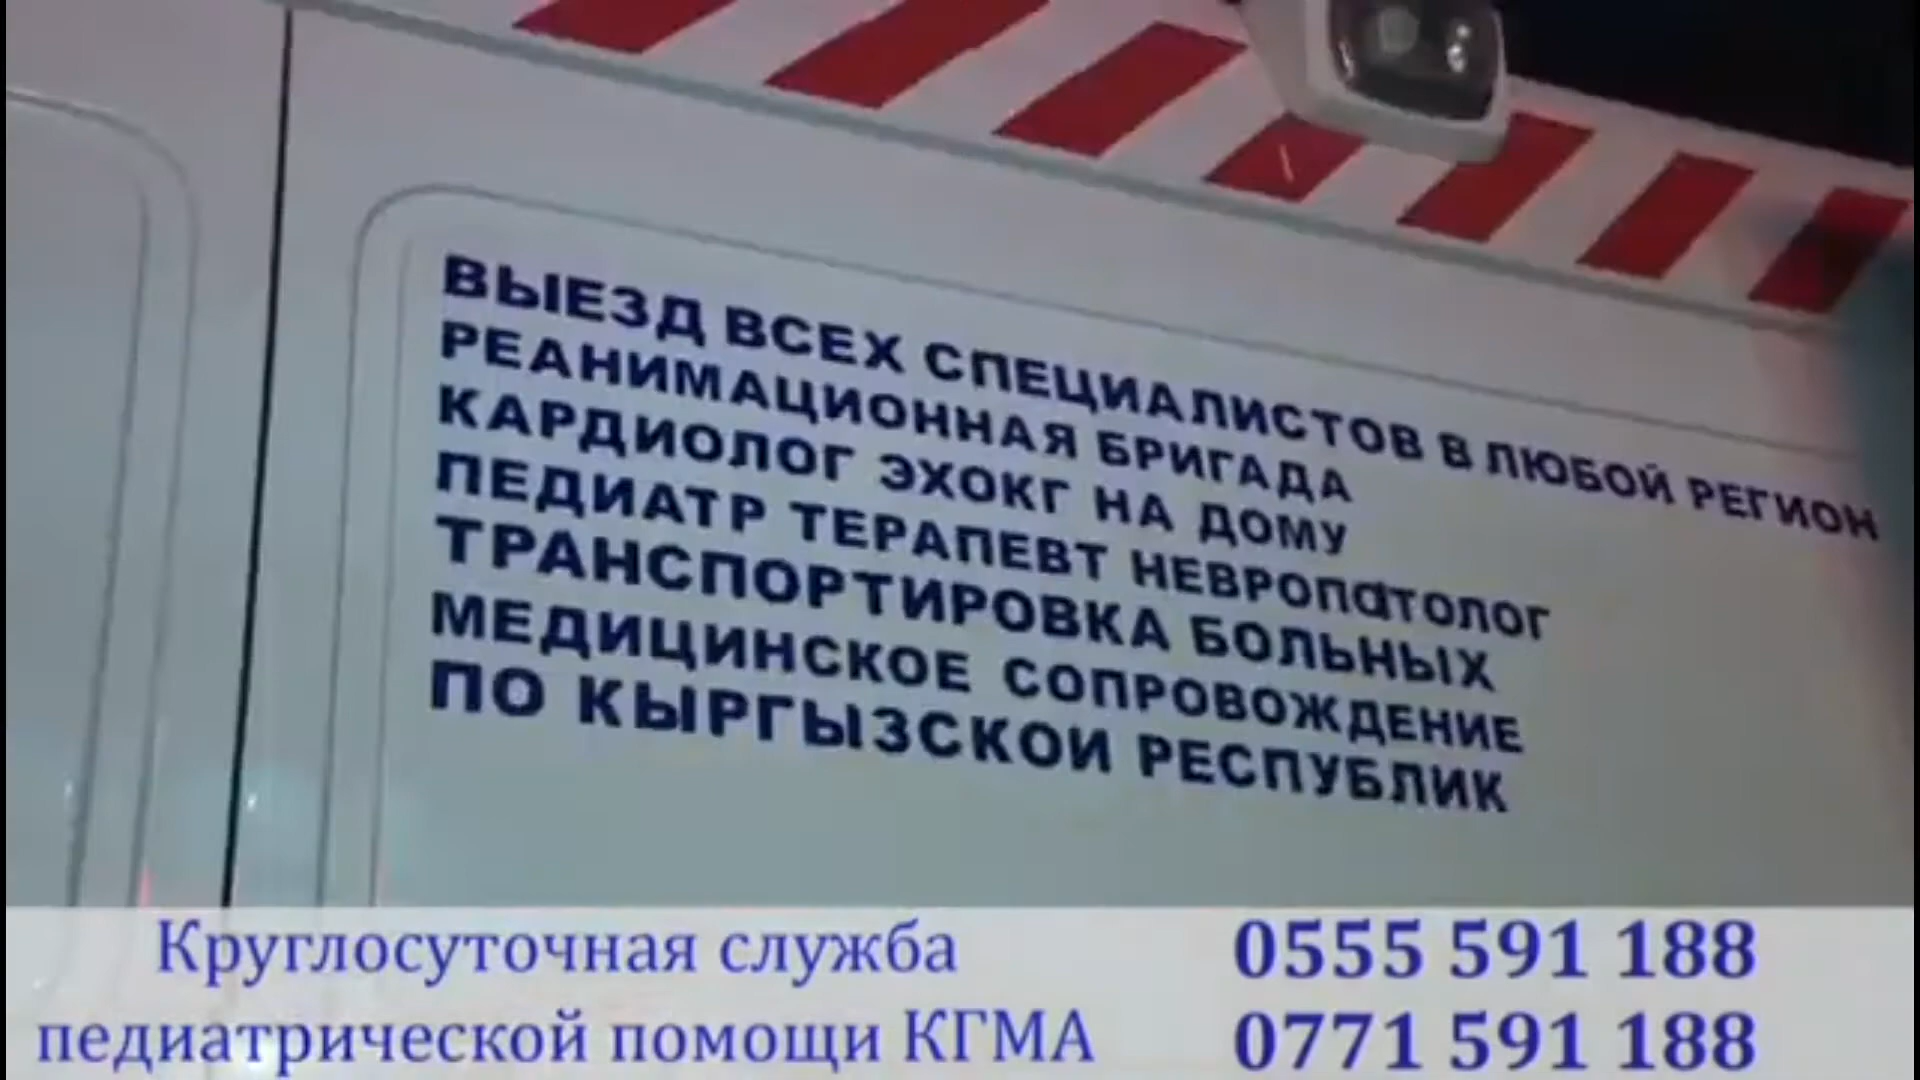 ВЫЕЗД ВСЕХ СПЕЦИАЛИСТОВ В ЛЮБОЙ РЕГИОН
РЕАНИМАЦИОННАЯ БРИГАДА
КАРДИОЛОГ ЭХОКГ НА ДОМУ
ПЕДИАТР ТЕРАПЕВТ НЕВРОПаТОЛОГ
ТРАНСПОРТИРОВКА БОЛЬНЫХ
МЕДИЦИНСКОЕ СОПРОВОЖДЕНИЕ
ПО КЫРГЫЗСКОИ РЕСПУБЛИК
Круглосуточная служба
педиатрической помощи КГМА
0555 591 188
0771 591 188